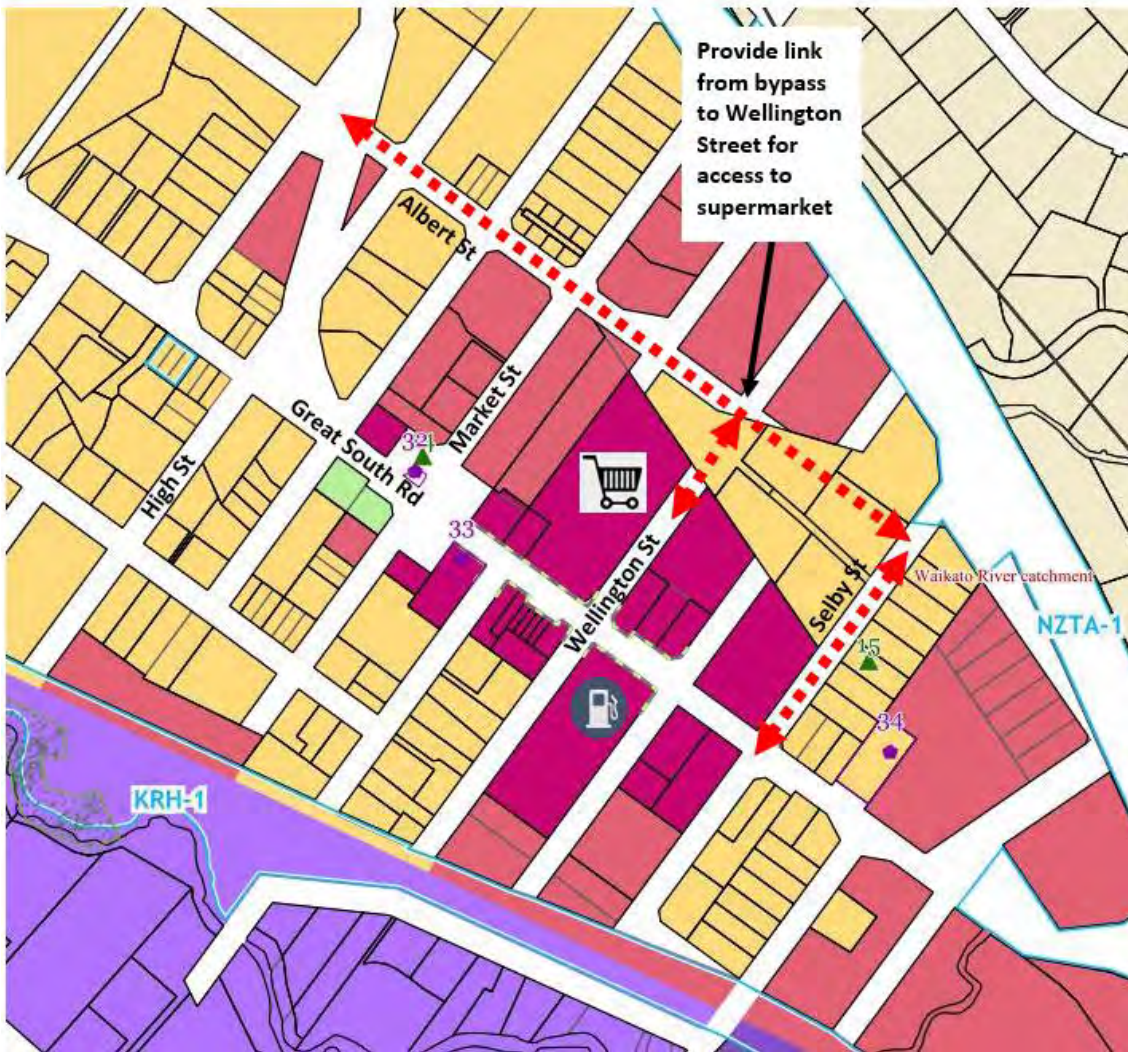 Provide link
from bypass
to Wellington
Street for
access to
supermarket
Albert St
Market St
Great South Rd
High St
32
33
Wellington St
Selby St
Waikato River catchment
NZTA-1
15
34
KRH-1